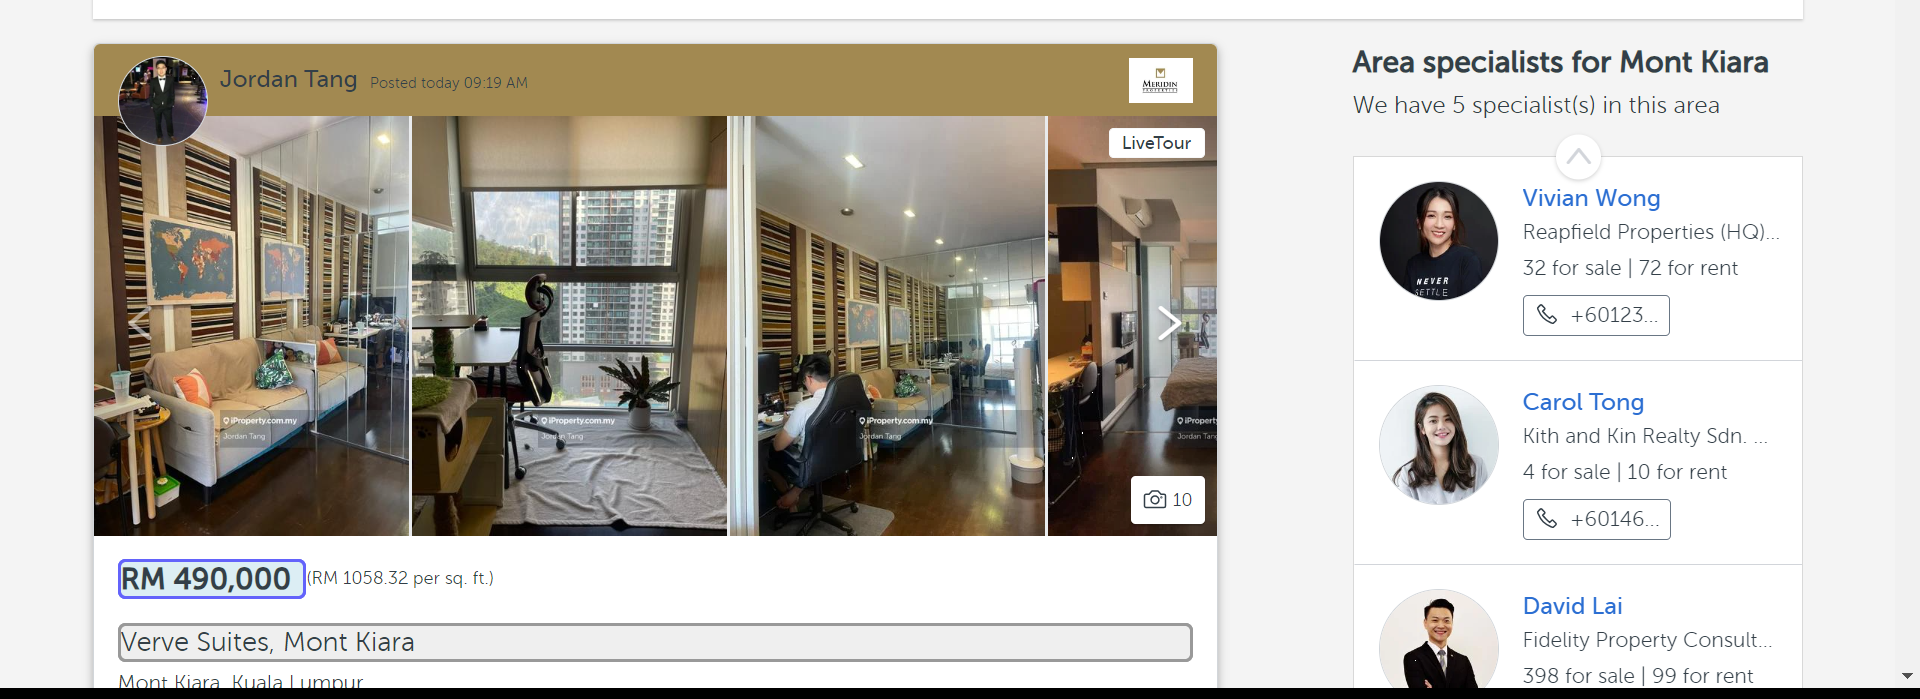 Jordan Tang Posted today 09:19 AM
MERIDIN
LiveTour
iProperty.com.my
Jordan Tang
iProperty.com.my
Jordan Tang
iProperty.com.my
Jordan Tang
iProperty
Jordan Tang
10
RM 490,000 (RM 1058.32 per sq. ft.)
Verve Suites, Mont Kiara
Mont Kiara, Kuala Lumpur
Area specialists for Mont Kiara
We have 5 specialist(s) in this area
Vivian Wong
Reapfield Properties (HQ)...
32 for sale | 72 for rent
NEVER
SETTLE
+60123...
Carol Tong
Kith and Kin Realty Sdn. ...
4 for sale | 10 for rent
+60146...
David Lai
Fidelity Property Consult...
398 for sale | 99 for rent